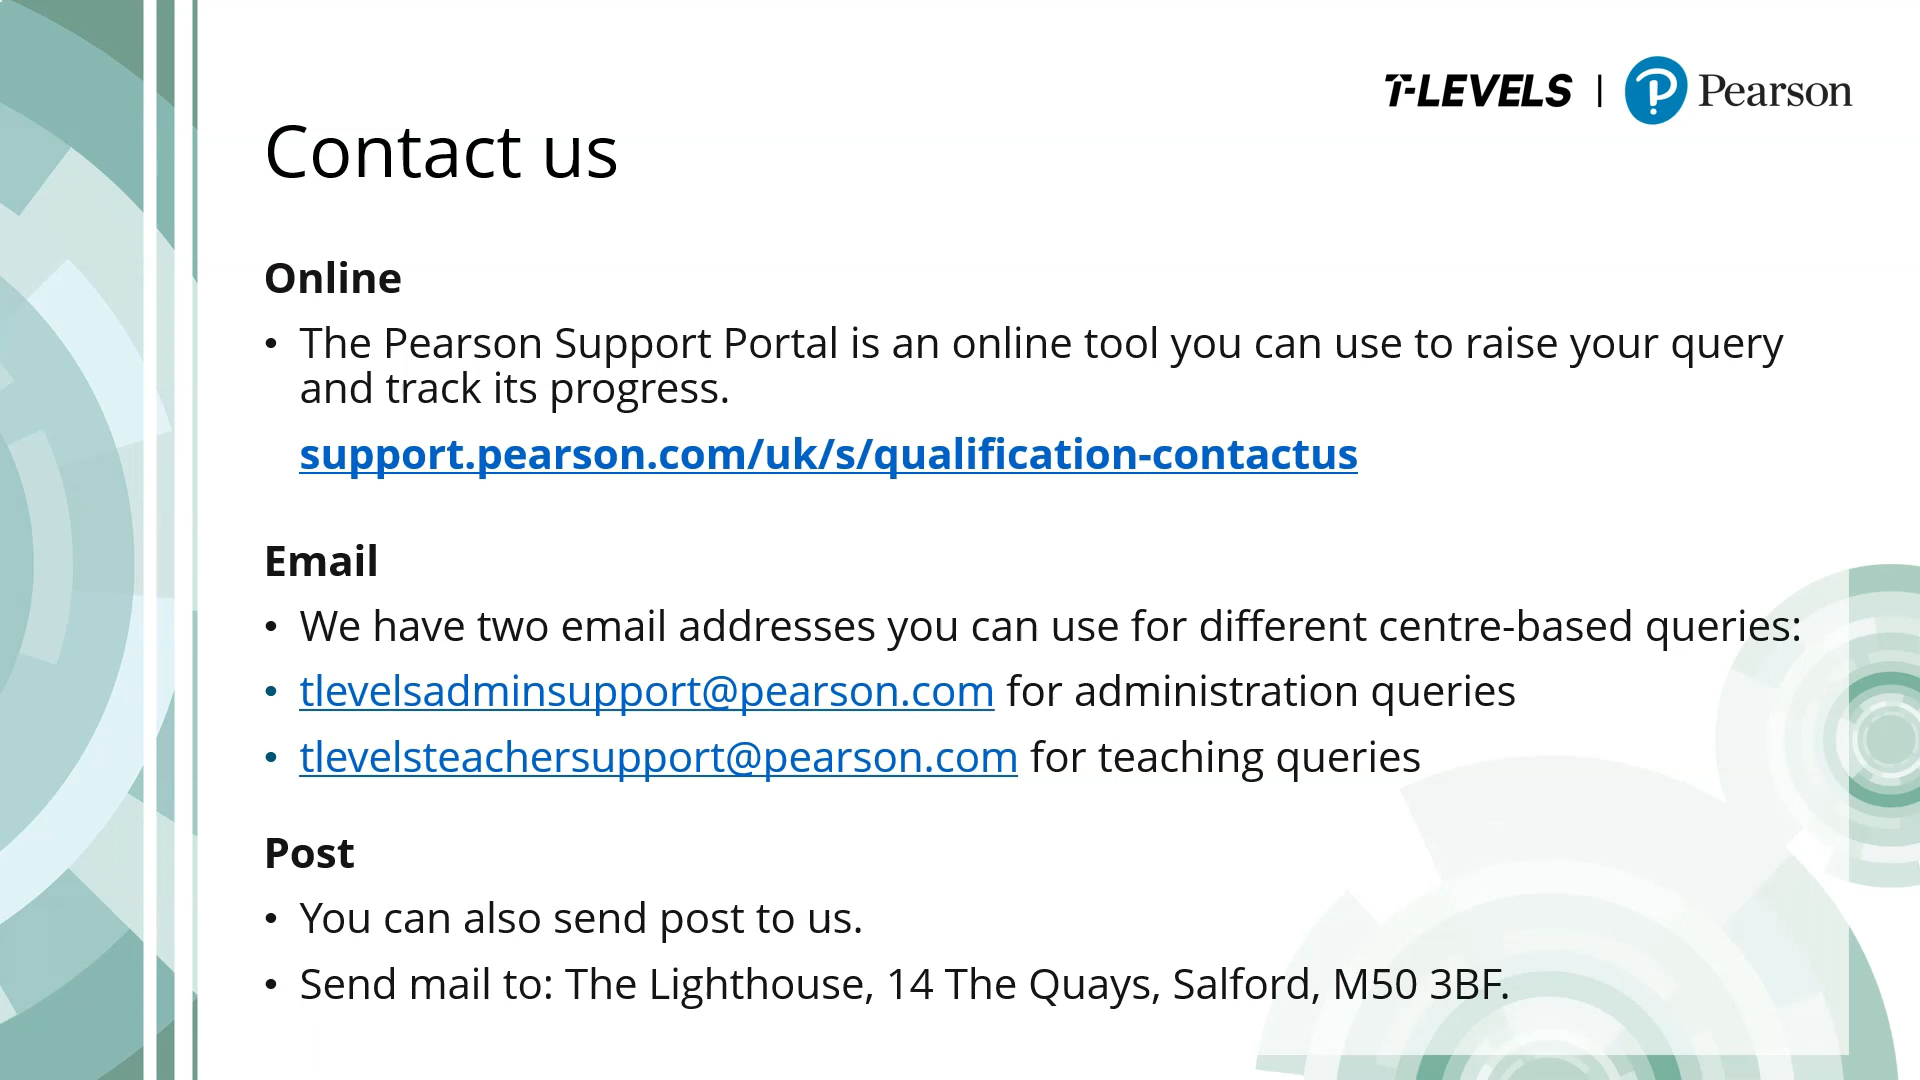 T-LEVELS | Pearson
Contact us
Online
• The Pearson Support Portal is an online tool you can use to raise your query
and track its progress.
support.pearson.com/uk/s/qualification-contactus
Email
• We have two email addresses you can use for different centre-based queries:
• tlevelsadminsupport@pearson.com for administration queries
• tlevelsteachersupport@pearson.com for teaching queries
Post
• You can also send post to us.
• Send mail to: The Lighthouse, 14 The Quays, Salford, M50 3BF.